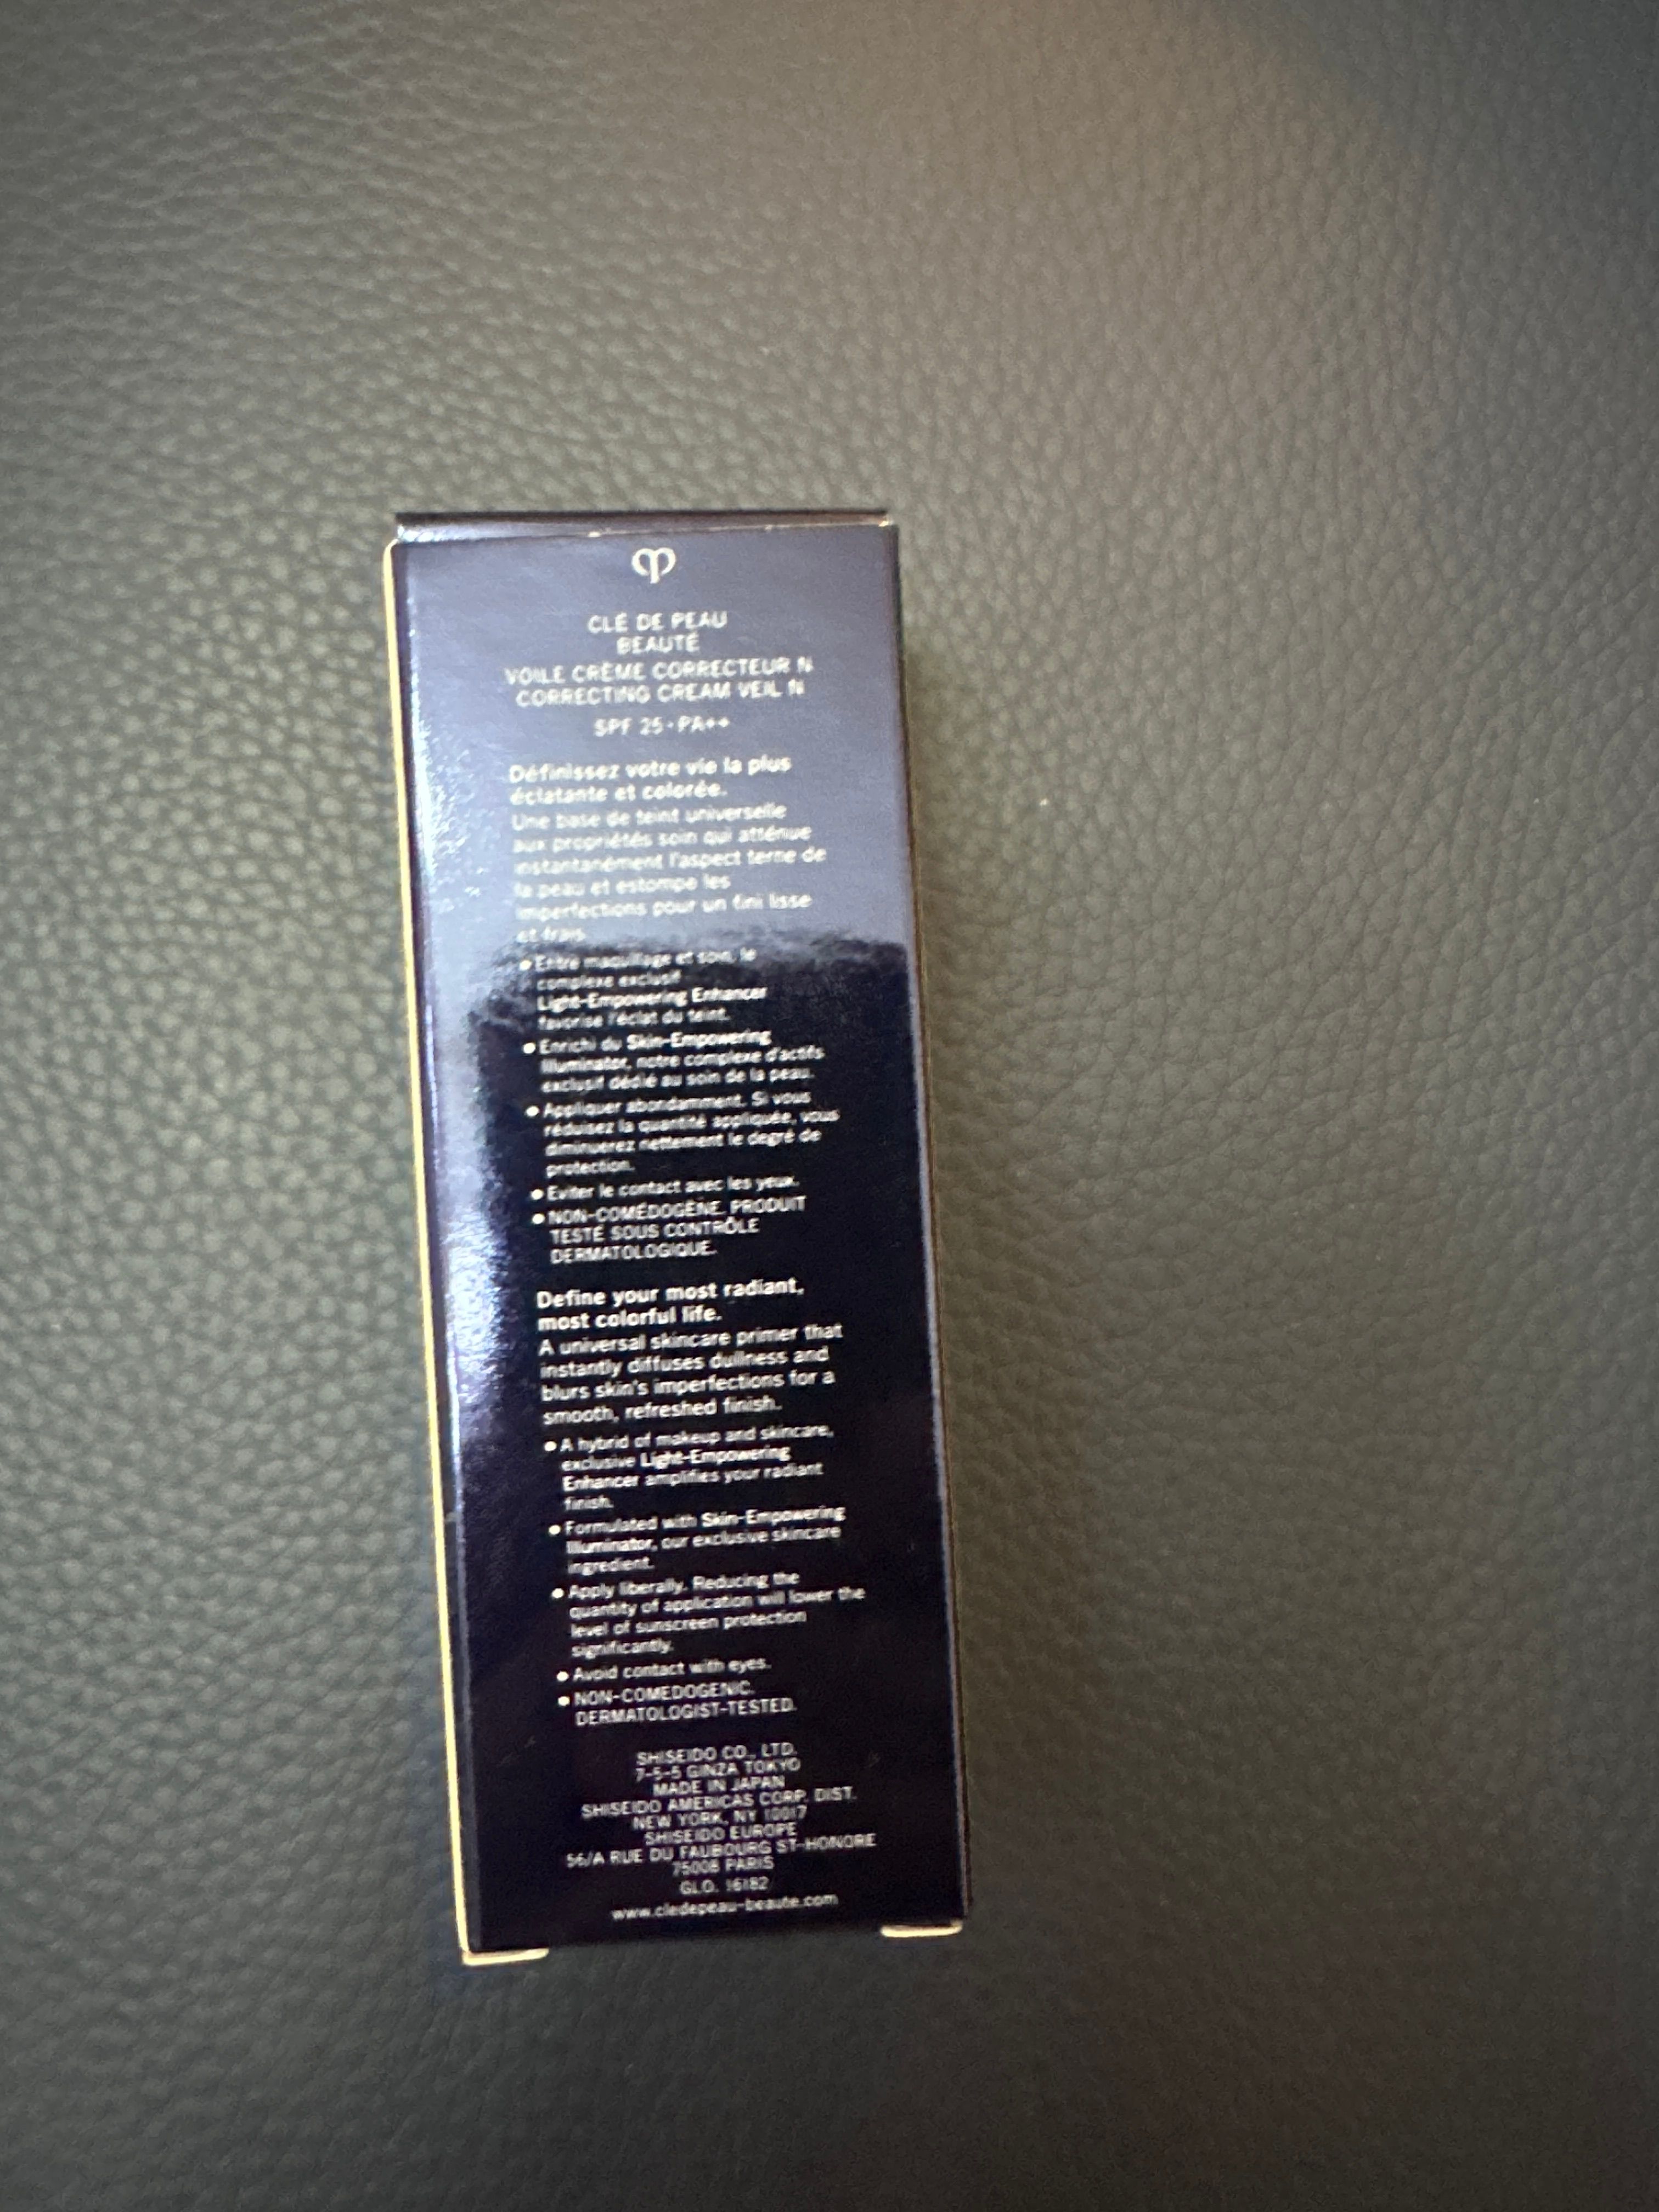 CLÉ DE PEAU
BEAUTÉ
VOILE CRÈME CORRECTEUR N
CORRECTING CREAM VEIL N
SPF 25・PA++
Définissez votre vie la plus
éclatante et colorée.
Une base de teint universelle
aux propriétés soin qui atténue
instantanément l'aspect terne de
la peau et estompe les
imperfections pour un fini lisse
et frais.
● Entre maquillage et soin, le
complexe exclusif
Light-Empowering Enhancer
favorise l'éclat du teint.
● Enrichi du Skin-Empowering
Illuminator, notre complexe d'actifs
exclusif dédié au soin de la peau.
● Appliquer abondamment. Si vous
réduisez la quantité appliquée, vous
diminuerez nettement le degré de
protection.
● Eviter le contact avec les yeux.
● NON-COMÉDOGÈNE. PRODUIT
TESTÉ SOUS CONTRÔLE
DERMATOLOGIQUE.
Define your most radiant,
most colorful life.
A universal skincare primer that
instantly diffuses dullness and
blurs skin's imperfections for a
smooth, refreshed finish.
● A hybrid of makeup and skincare,
exclusive Light-Empowering
Enhancer amplifies your radiant
finish.
● Formulated with Skin-Empowering
Illuminator, our exclusive skincare
ingredient.
● Apply liberally. Reducing the
quantity of application will lower the
level of sunscreen protection
significantly.
● Avoid contact with eyes.
● NON-COMEDOGENIC.
DERMATOLOGIST-TESTED.
SHISEIDO CO., LTD.
7-5-5 GINZA TOKYO
MADE IN JAPAN
SHISEIDO AMERICAS CORP. DIST.
NEW YORK, NY 10017
SHISEIDO EUROPE
56/A RUE DU FAUBOURG ST-HONORE
75008 PARIS
GLO. 16182
www.cledepeau-beaute.com